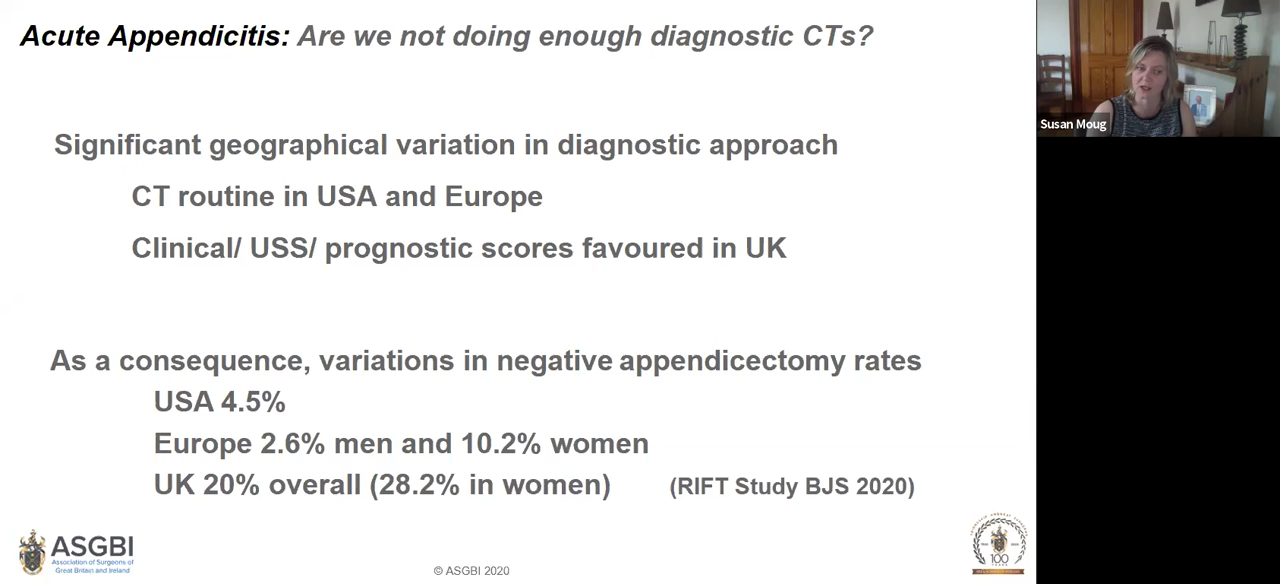 Acute Appendicitis: Are we not doing enough diagnostic CTs?
Susan Moug
Significant geographical variation in diagnostic approach
CT routine in USA and Europe
Clinical/ USS/ prognostic scores favoured in UK
As a consequence, variations in negative appendicectomy rates
USA 4.5%
Europe 2.6% men and 10.2% women
UK 20% overall (28.2% in women) (RIFT Study BJS 2020)
ASGBI
Association of Surgeons of
Great Britain and Ireland
© ASGBI 2020
100